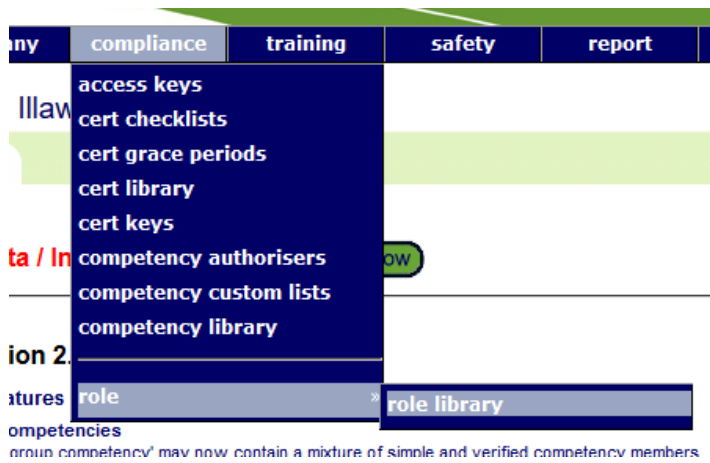 ny compliance training safety report
access keys
Illaw
cert checklists
cert grace periods
cert library
cert keys
ta / In competency authorisers ow
competency custom lists
competency library
ion 2.
atures role » role library
ompetencies
group competency' may now contain a mixture of simple and verified competency members